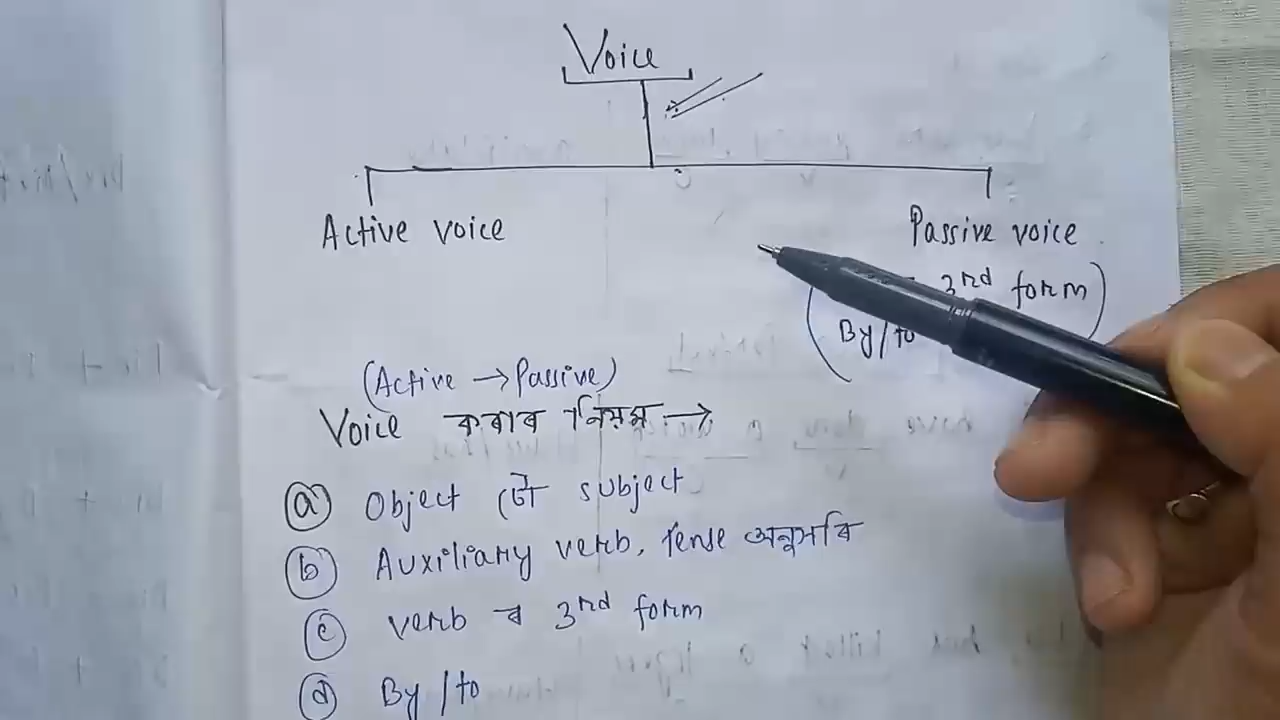 Voice
Active voice
Passive voice
3rd form
By/to
(Active → Passive)
Voice কৰাৰ নিয়ম →
ⓐ Object টো subject
ⓑ Auxiliary verb, Tense অনুসৰি
ⓒ verb ৰ 3rd form
ⓓ By/to